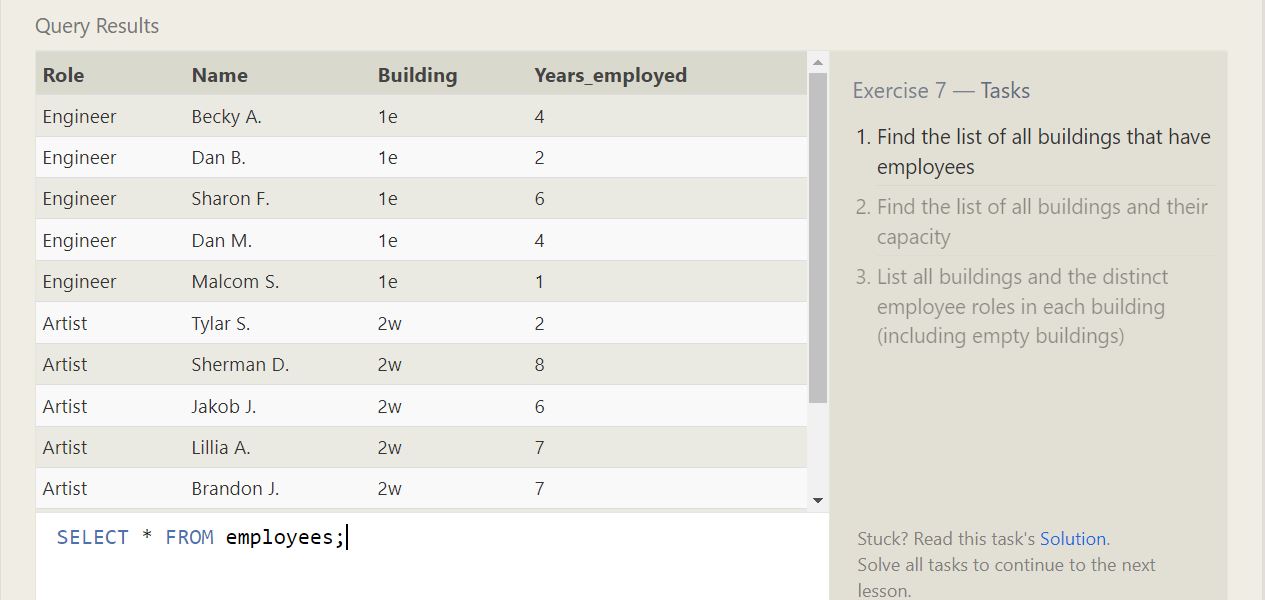 Query Results
Role Name Building Years_employed
Engineer Becky A. 1e 4
Engineer Dan B. 1e 2
Engineer Sharon F. 1e 6
Engineer Dan M. 1e 4
Engineer Malcom S. 1e 1
Artist Tylar S. 2w 2
Artist Sherman D. 2w 8
Artist Jakob J. 2w 6
Artist Lillia A. 2w 7
Artist Brandon J. 2w 7
SELECT * FROM employees;
Exercise 7 — Tasks
1. Find the list of all buildings that have
employees
2. Find the list of all buildings and their
capacity
3. List all buildings and the distinct
employee roles in each building
(including empty buildings)
Stuck? Read this task's Solution.
Solve all tasks to continue to the next
lesson.